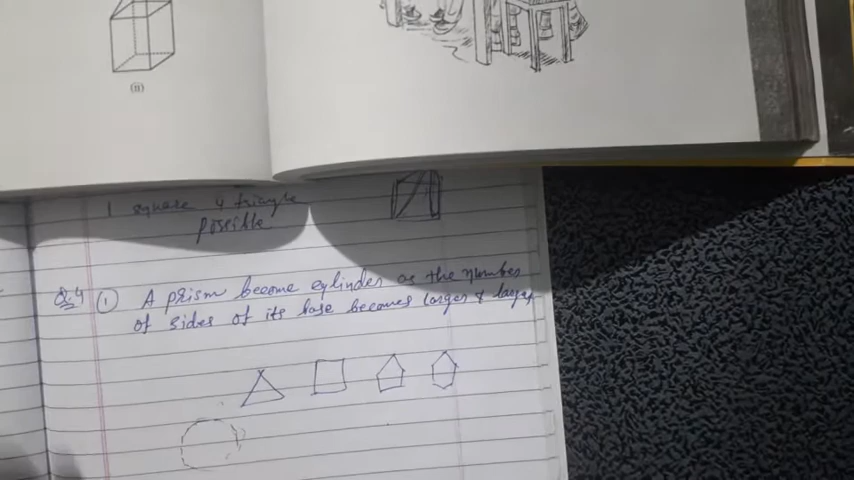 (ii)
1 square 4 triangle
possible
Q.4 (1) A prism become cylinder as the number
of sides of its base becomes larger & larger